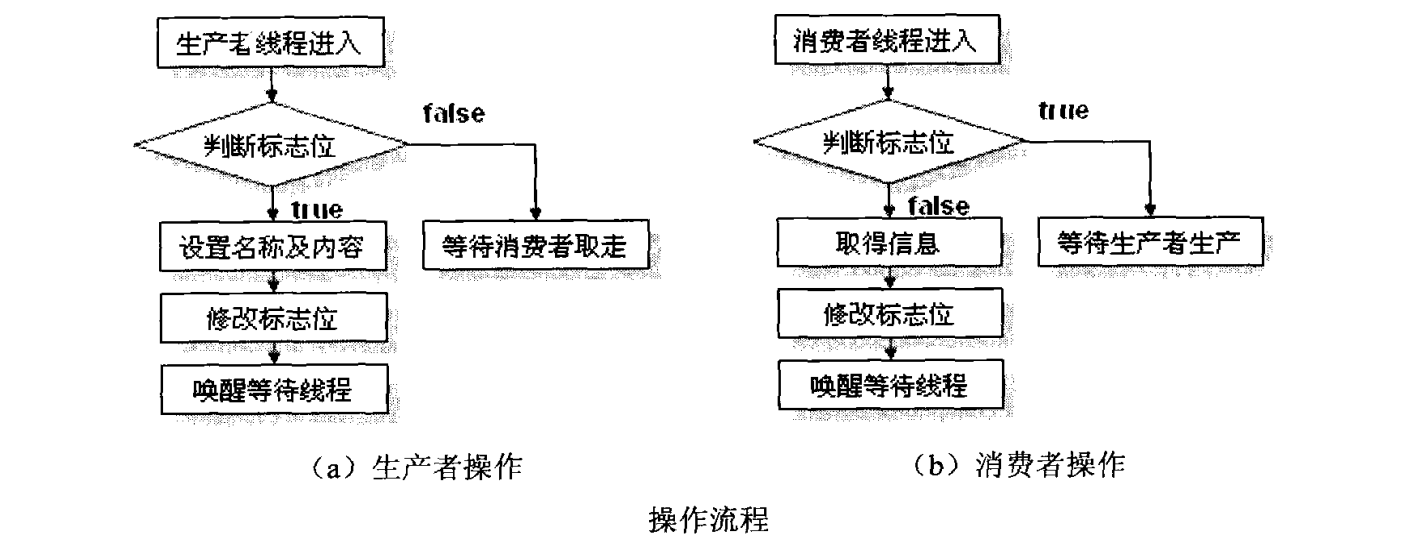 生产者线程进入
判断标志位
false
true
设置名称及内容
等待消费者取走
修改标志位
唤醒等待线程
(a) 生产者操作
消费者线程进入
判断标志位
true
false
取得信息
等待生产者生产
修改标志位
唤醒等待线程
(b) 消费者操作
操作流程